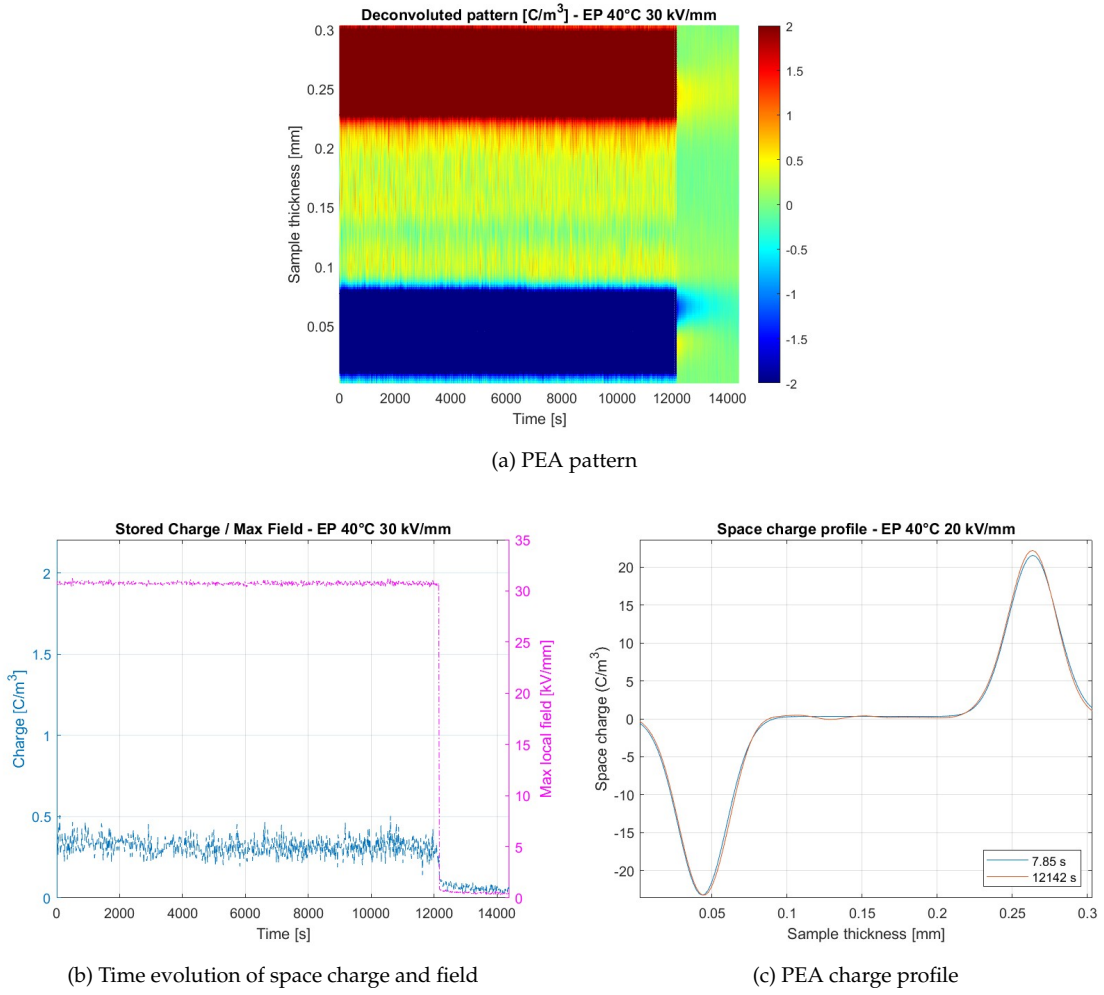 Deconvoluted pattern [C/m³] - EP 40°C 30 kV/mm
Sample thickness [mm]
0.3
0.25
0.2
0.15
0.1
0.05
0 2000 4000 6000 8000 10000 12000 14000
Time [s]
2
1.5
1
0.5
0
-0.5
-1
-1.5
-2
(a) PEA pattern
Stored Charge / Max Field - EP 40°C 30 kV/mm
Charge [C/m³]
2
1.5
1
0.5
0
0 2000 4000 6000 8000 10000 12000 14000
Time [s]
35
30
25
20
15
10
5
0
Max local field [kV/mm]
(b) Time evolution of space charge and field
Space charge profile - EP 40°C 20 kV/mm
Space charge (C/m³)
20
15
10
5
0
-5
-10
-15
-20
0.05 0.1 0.15 0.2 0.25 0.3
Sample thickness [mm]
7.85 s
12142 s
(c) PEA charge profile